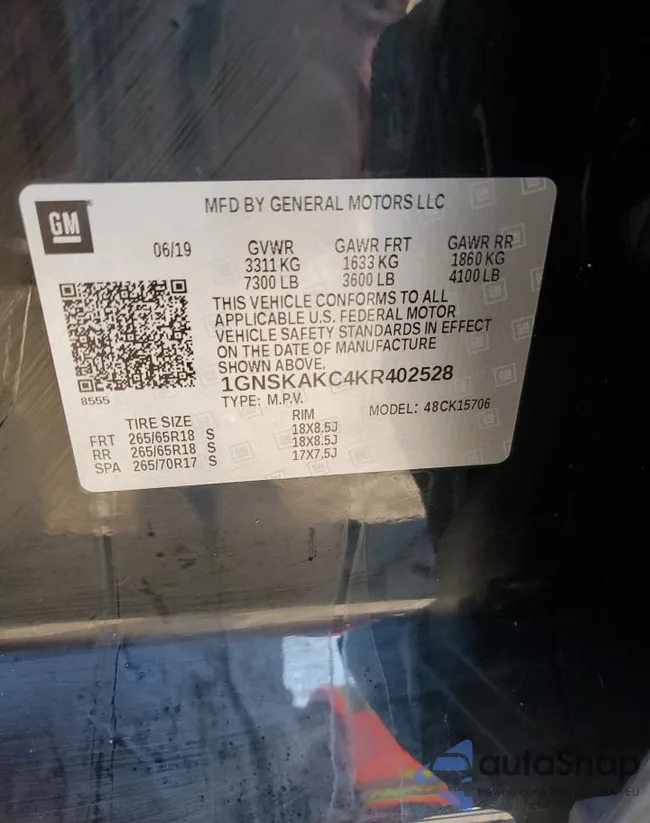 GM
MFD BY GENERAL MOTORS LLC
06/19 GVWR GAWR FRT GAWR RR
3311 KG 1633 KG 1860 KG
7300 LB 3600 LB 4100 LB
THIS VEHICLE CONFORMS TO ALL
APPLICABLE U.S. FEDERAL MOTOR
VEHICLE SAFETY STANDARDS IN EFFECT
ON THE DATE OF MANUFACTURE
SHOWN ABOVE.
8555
1GNSKAKC4KR402528
TYPE: M.P.V. MODEL: 48CK15706
TIRE SIZE RIM
FRT 265/65R18 S 18X8.5J
RR 265/65R18 S 18X8.5J
SPA 265/70R17 S 17X7.5J
autoSnap